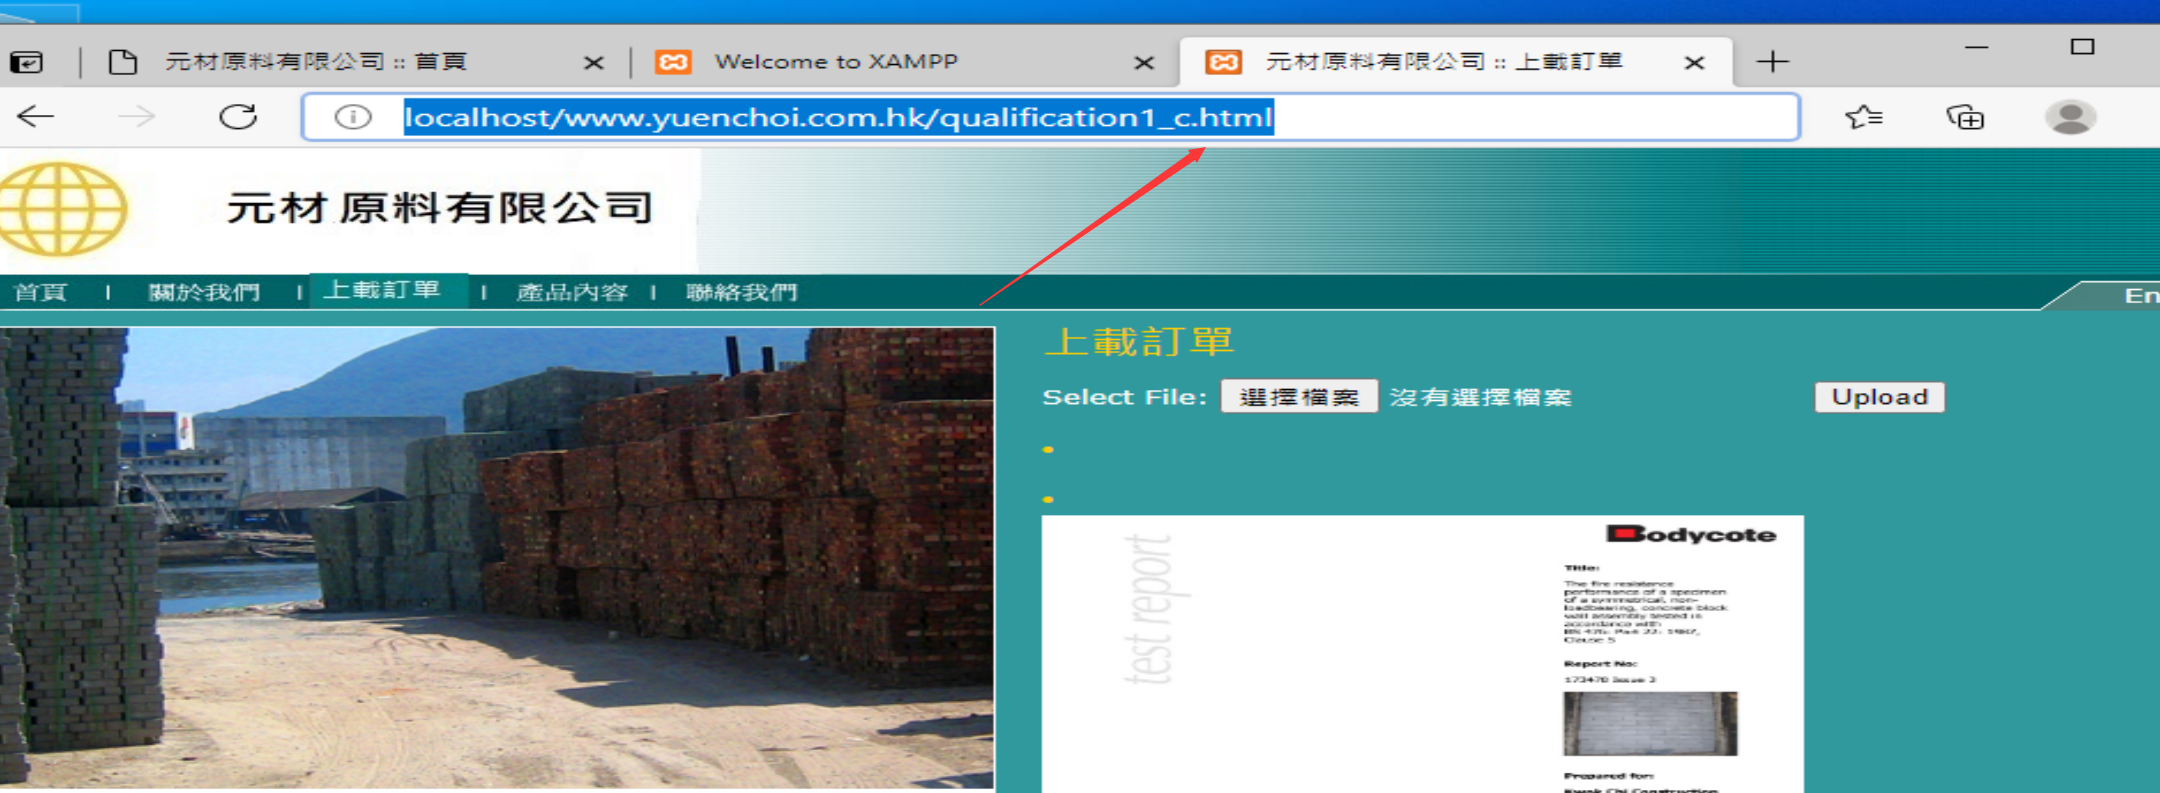 元材原料有限公司 :: 首頁
Welcome to XAMPP
元材原料有限公司 :: 上載訂單
localhost/www.yuenchoi.com.hk/qualification1_c.html
元材原料有限公司
首頁 | 關於我們 | 上載訂單 | 產品內容 | 聯絡我們
En
上載訂單
Select File: 選擇檔案 沒有選擇檔案 Upload
test report
Bodycote
Title:
The fire resistance
performance of a specimen
of a symmetrical, non-
loadbearing, concrete block
wall assembly tested in
accordance with
BS 476: Part 22: 1987,
Clause 5
Report No:
173470 Issue 2
Prepared for: